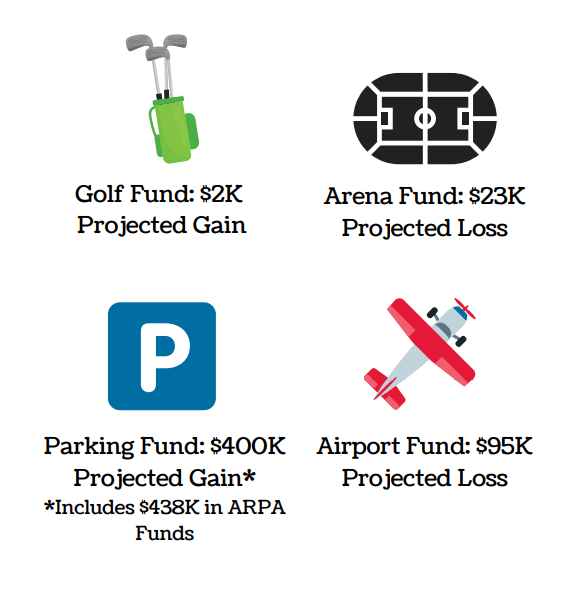 Golf Fund: $2K
Projected Gain
Arena Fund: $23K
Projected Loss
P
Parking Fund: $400K
Projected Gain*
*Includes $438K in ARPA
Funds
Airport Fund: $95K
Projected Loss